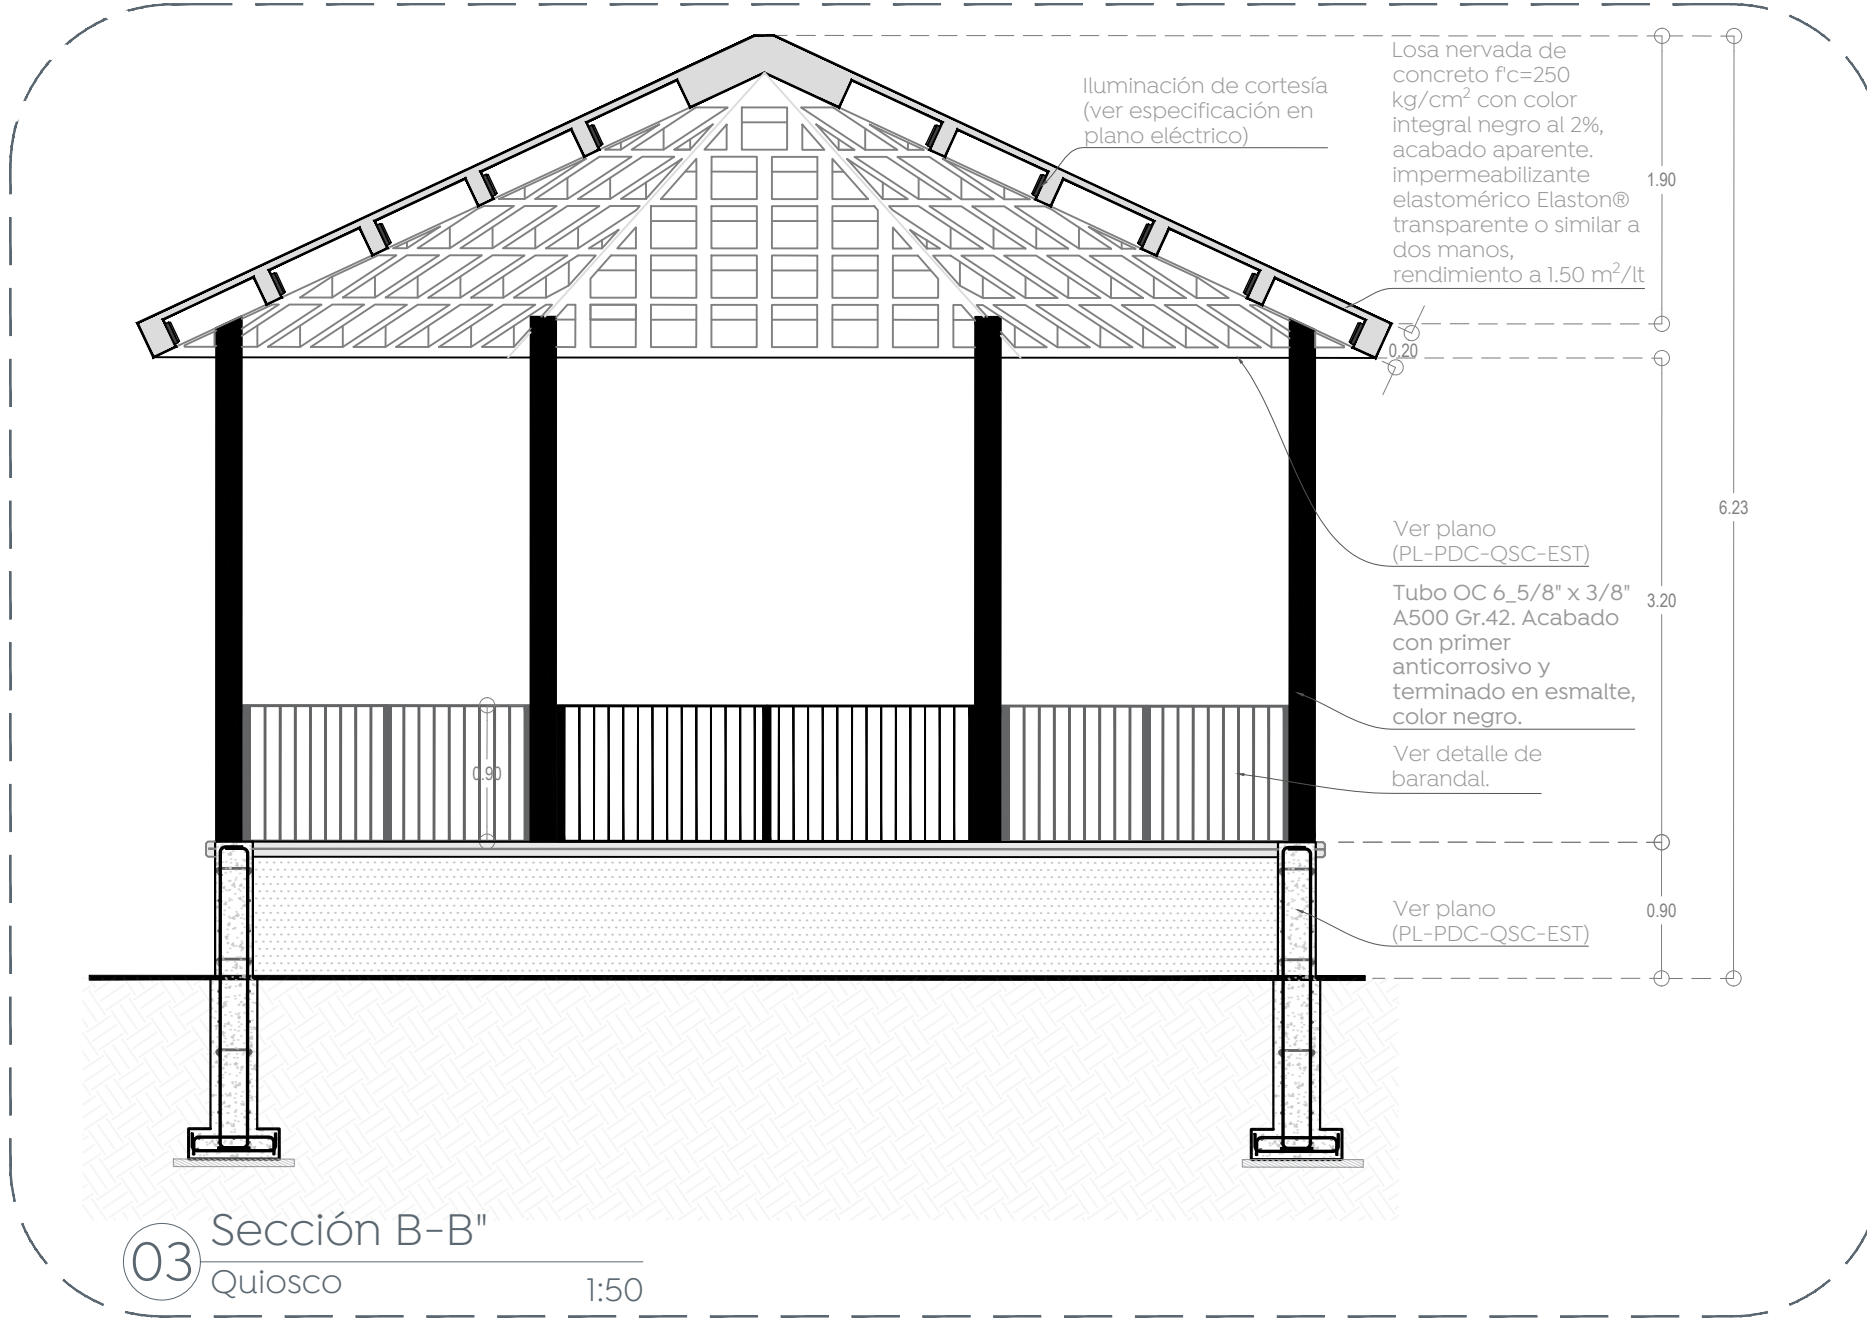 Iluminación de cortesía
(ver especificación en
plano eléctrico)
Losa nervada de
concreto f'c=250
kg/cm² con color
integral negro al 2%,
acabado aparente.
impermeabilizante
elastomérico Elaston®
transparente o similar a
dos manos,
rendimiento a 1.50 m²/lt
1.90
0.20
6.23
Ver plano
(PL-PDC-QSC-EST)
Tubo OC 6_5/8" x 3/8"
A500 Gr.42. Acabado
con primer
anticorrosivo y
terminado en esmalte,
color negro.
3.20
Ver detalle de
barandal.
0.90
Ver plano
(PL-PDC-QSC-EST)
0.90
03
Sección B-B"
Quiosco
1:50